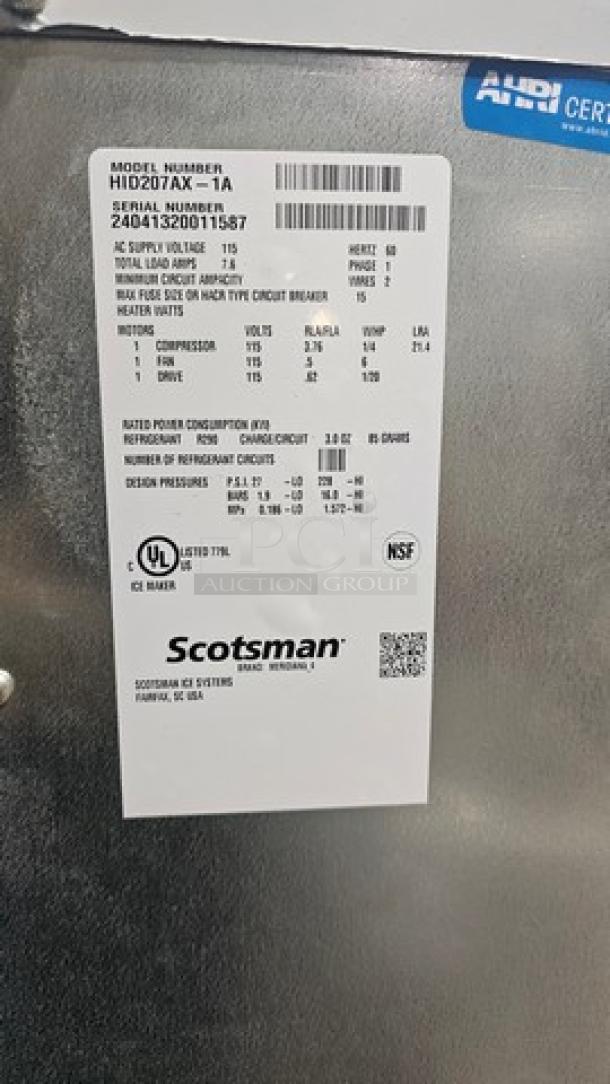 AHRI CERT
www.ahrid
MODEL NUMBER
HID207AX-1A
SERIAL NUMBER
24041320011587
AC SUPPLY VOLTAGE 115 HERTZ 60
TOTAL LOAD AMPS 7.6 PHASE 1
MINIMUM CIRCUIT AMPACITY WIRES 2
MAX FUSE SIZE OR HACR TYPE CIRCUIT BREAKER 15
HEATER WATTS
MOTORS VOLTS RLA/FLA W/HP LRA
1 COMPRESSOR 115 3.76 1/4 21.4
1 FAN 115 .5 6
1 DRIVE 115 .62 1/20
RATED POWER CONSUMPTION (KW)
REFRIGERANT R290 CHARGE/CIRCUIT 3.0 OZ 85 GRAMS
NUMBER OF REFRIGERANT CIRCUITS
DESIGN PRESSURES P.S.I. 27 -LO 228 -HI
BARS 1.9 -LO 16.0 -HI
MPa 0.186 -LO 1.572 -HI
C UL US LISTED 778L
NSF
ICE MAKER
PCI
AUCTION GROUP
Scotsman
BRAND: MERIDIAN
SCOTSMAN ICE SYSTEMS
FAIRFAX, SC USA